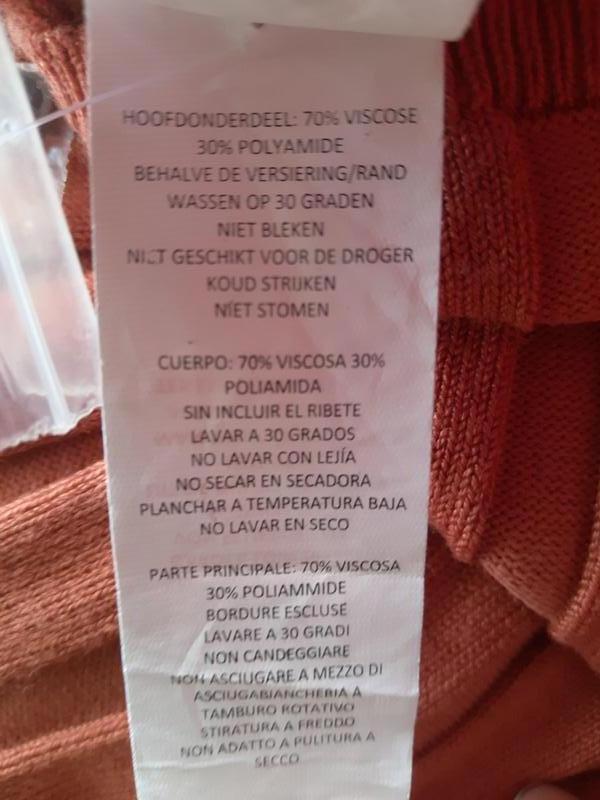 HOOFDONDERDEEL: 70% VISCOSE
30% POLYAMIDE
BEHALVE DE VERSIERING/RAND
WASSEN OP 30 GRADEN
NIET BLEKEN
NIET GESCHIKT VOOR DE DROGER
KOUD STRIJKEN
NIET STOMEN
CUERPO: 70% VISCOSA 30%
POLIAMIDA
SIN INCLUIR EL RIBETE
LAVAR A 30 GRADOS
NO LAVAR CON LEJÍA
NO SECAR EN SECADORA
PLANCHAR A TEMPERATURA BAJA
NO LAVAR EN SECO
PARTE PRINCIPALE: 70% VISCOSA
30% POLIAMMIDE
BORDURE ESCLUSE
LAVARE A 30 GRADI
NON CANDEGGIARE
NON ASCIUGARE A MEZZO DI
ASCIUGABIANCHERIA A
TAMBURO ROTATIVO
STIRATURA A FREDDO
NON ADATTO A PULITURA A
SECCO